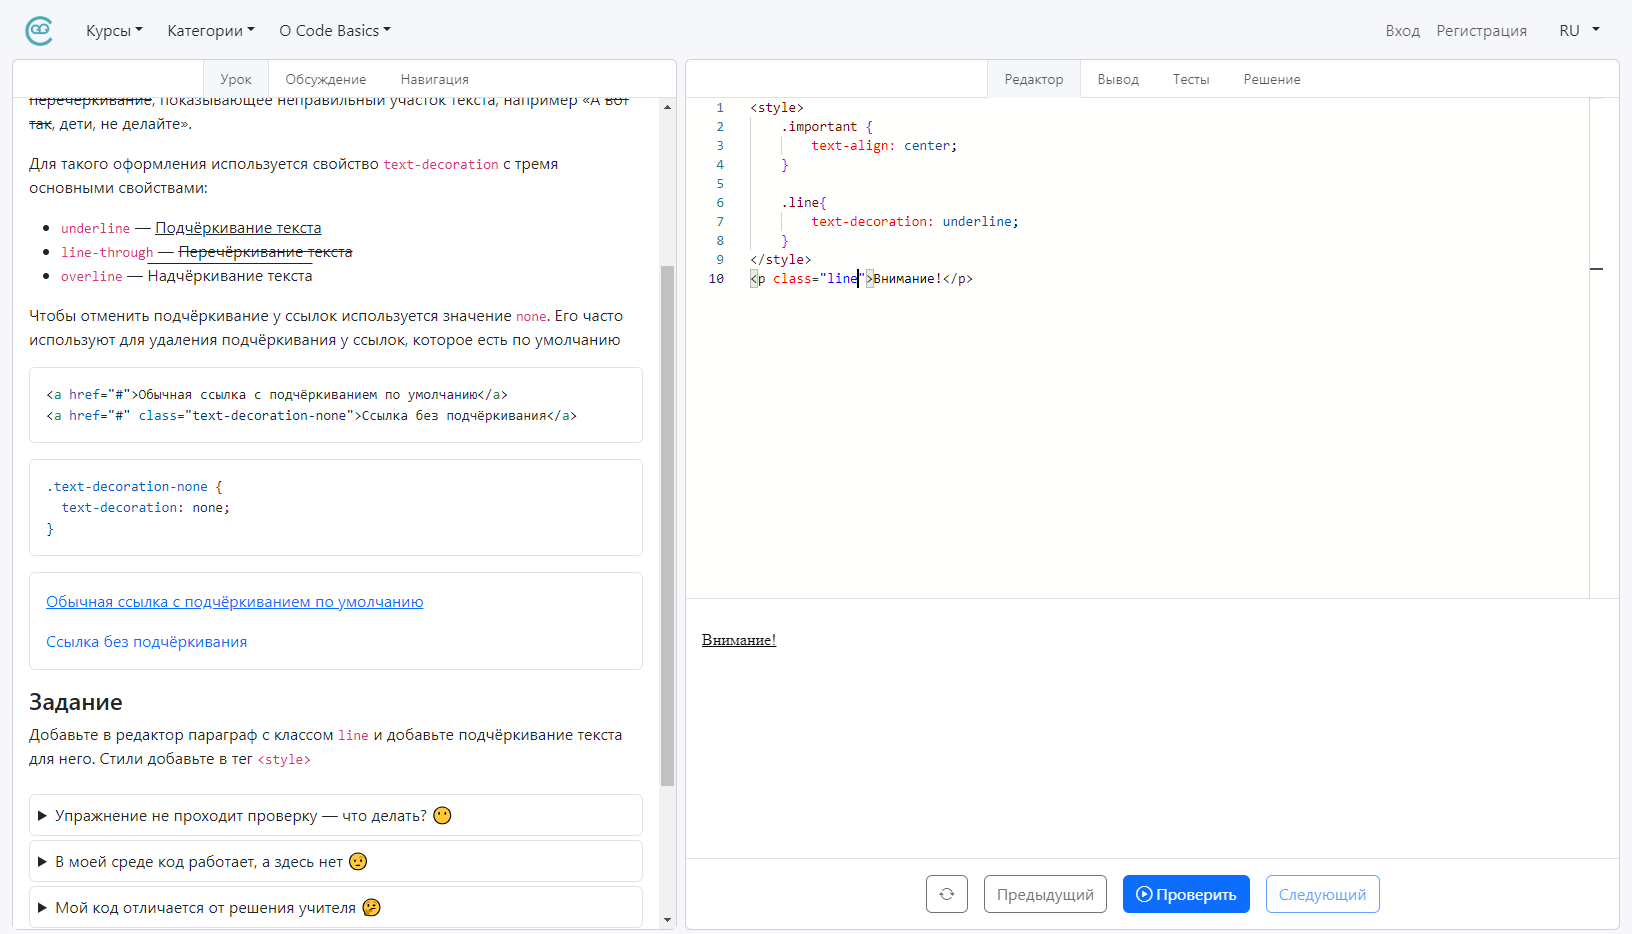 Курсы
Категории
О Code Basics
Вход
Регистрация
RU
Урок
Обсуждение
Навигация
перечёркивание, показывающее неправильный участок текста, например «А вот
так, дети, не делайте».
Для такого оформления используется свойство text-decoration с тремя
основными свойствами:
underline — Подчёркивание текста
line-through — Перечёркивание текста
overline — Надчёркивание текста
Чтобы отменить подчёркивание у ссылок используется значение none. Его часто
используют для удаления подчёркивания у ссылок, которое есть по умолчанию
<a href="#">Обычная ссылка с подчёркиванием по умолчанию</a>
<a href="#" class="text-decoration-none">Ссылка без подчёркивания</a>
.text-decoration-none {
  text-decoration: none;
}
Обычная ссылка с подчёркиванием по умолчанию
Ссылка без подчёркивания
Задание
Добавьте в редактор параграф с классом line и добавьте подчёркивание текста
для него. Стили добавьте в тег <style>
Упражнение не проходит проверку — что делать? 😶
В моей среде код работает, а здесь нет 🤨
Мой код отличается от решения учителя 🤔
Редактор
Вывод
Тесты
Решение
1 <style>
2     .important {
3         text-align: center;
4     }
5
6     .line{
7         text-decoration: underline;
8     }
9 </style>
10 <p class="line">Внимание!</p>
Внимание!
Предыдущий
Проверить
Следующий